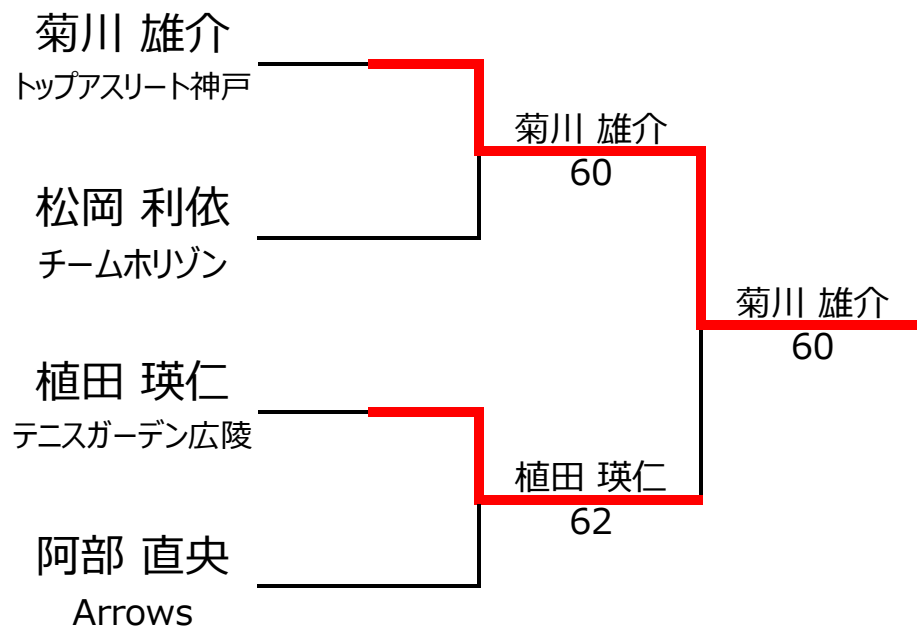 菊川 雄介
トップアスリート神戸
菊川 雄介
60
松岡 利依
チームホリゾン
菊川 雄介
60
植田 瑛仁
テニスガーデン広陵
植田 瑛仁
62
阿部 直央
Arrows